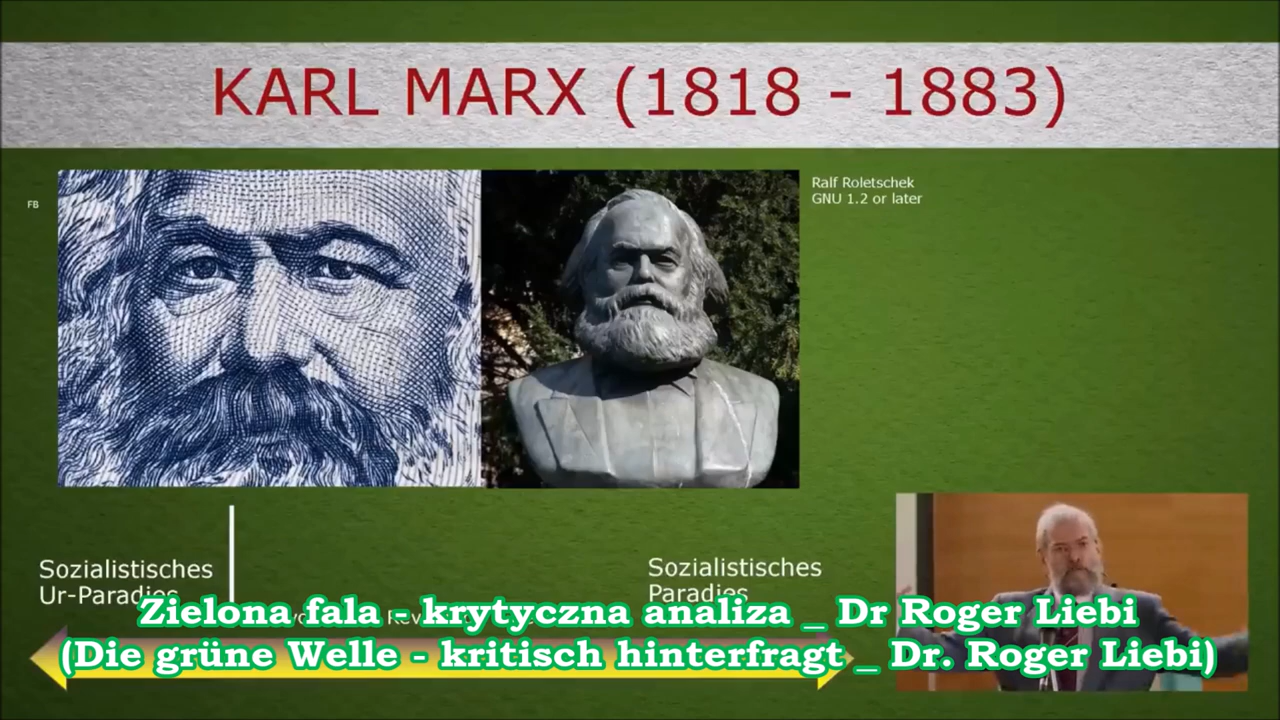 KARL MARX (1818 - 1883)
FB
Ralf Roletschek
GNU 1.2 or later
Sozialistisches
Ur-Paradies
Sozialistisches
Paradies
Zielona fala - krytyczna analiza _ Dr Roger Liebi
(Die grüne Welle - kritisch hinterfragt _ Dr. Roger Liebi)